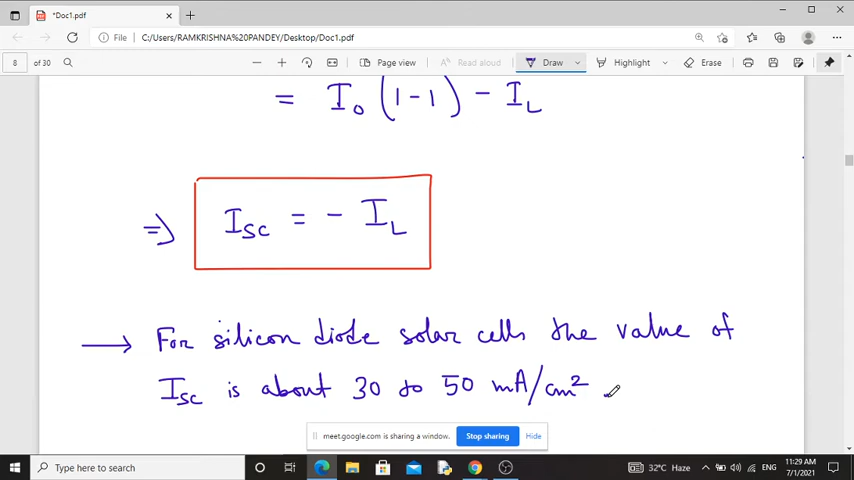 *Doc1.pdf
File
C:/Users/RAMKRISHNA%20PANDEY/Desktop/Doc1.pdf
8 of 30
Page view
Read aloud
Draw
Highlight
Erase
= I₀ (1-1) - I_L
⇒ I_SC = - I_L
→ For silicon diode solar cells the value of
I_SC is about 30 to 50 mA/cm²
meet.google.com is sharing a window.
Stop sharing
Hide
Type here to search
32°C Haze
ENG
11:29 AM
7/1/2021